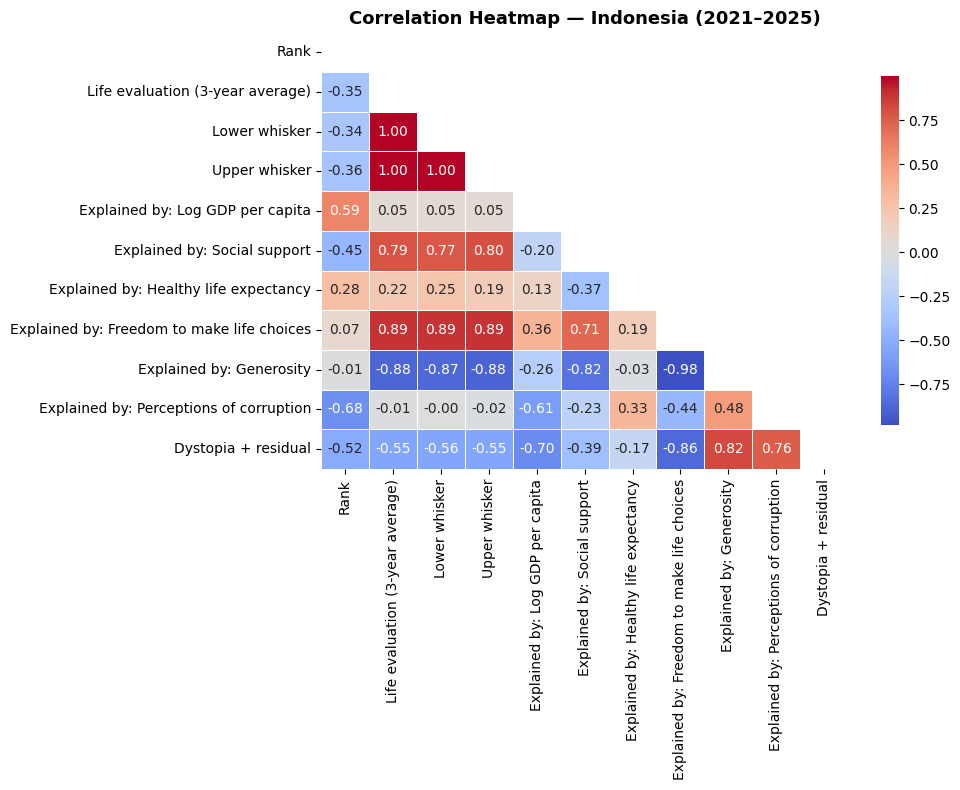 Correlation Heatmap — Indonesia (2021–2025)
Rank
Life evaluation (3-year average) -0.35
Lower whisker -0.34 1.00
Upper whisker -0.36 1.00 1.00
Explained by: Log GDP per capita 0.59 0.05 0.05 0.05
Explained by: Social support -0.45 0.79 0.77 0.80 -0.20
Explained by: Healthy life expectancy 0.28 0.22 0.25 0.19 0.13 -0.37
Explained by: Freedom to make life choices 0.07 0.89 0.89 0.89 0.36 0.71 0.19
Explained by: Generosity -0.01 -0.88 -0.87 -0.88 -0.26 -0.82 -0.03 -0.98
Explained by: Perceptions of corruption -0.68 -0.01 -0.00 -0.02 -0.61 -0.23 0.33 -0.44 0.48
Dystopia + residual -0.52 -0.55 -0.56 -0.55 -0.70 -0.39 -0.17 -0.86 0.82 0.76
Rank
Life evaluation (3-year average)
Lower whisker
Upper whisker
Explained by: Log GDP per capita
Explained by: Social support
Explained by: Healthy life expectancy
Explained by: Freedom to make life choices
Explained by: Generosity
Explained by: Perceptions of corruption
Dystopia + residual
0.75
0.50
0.25
0.00
-0.25
-0.50
-0.75